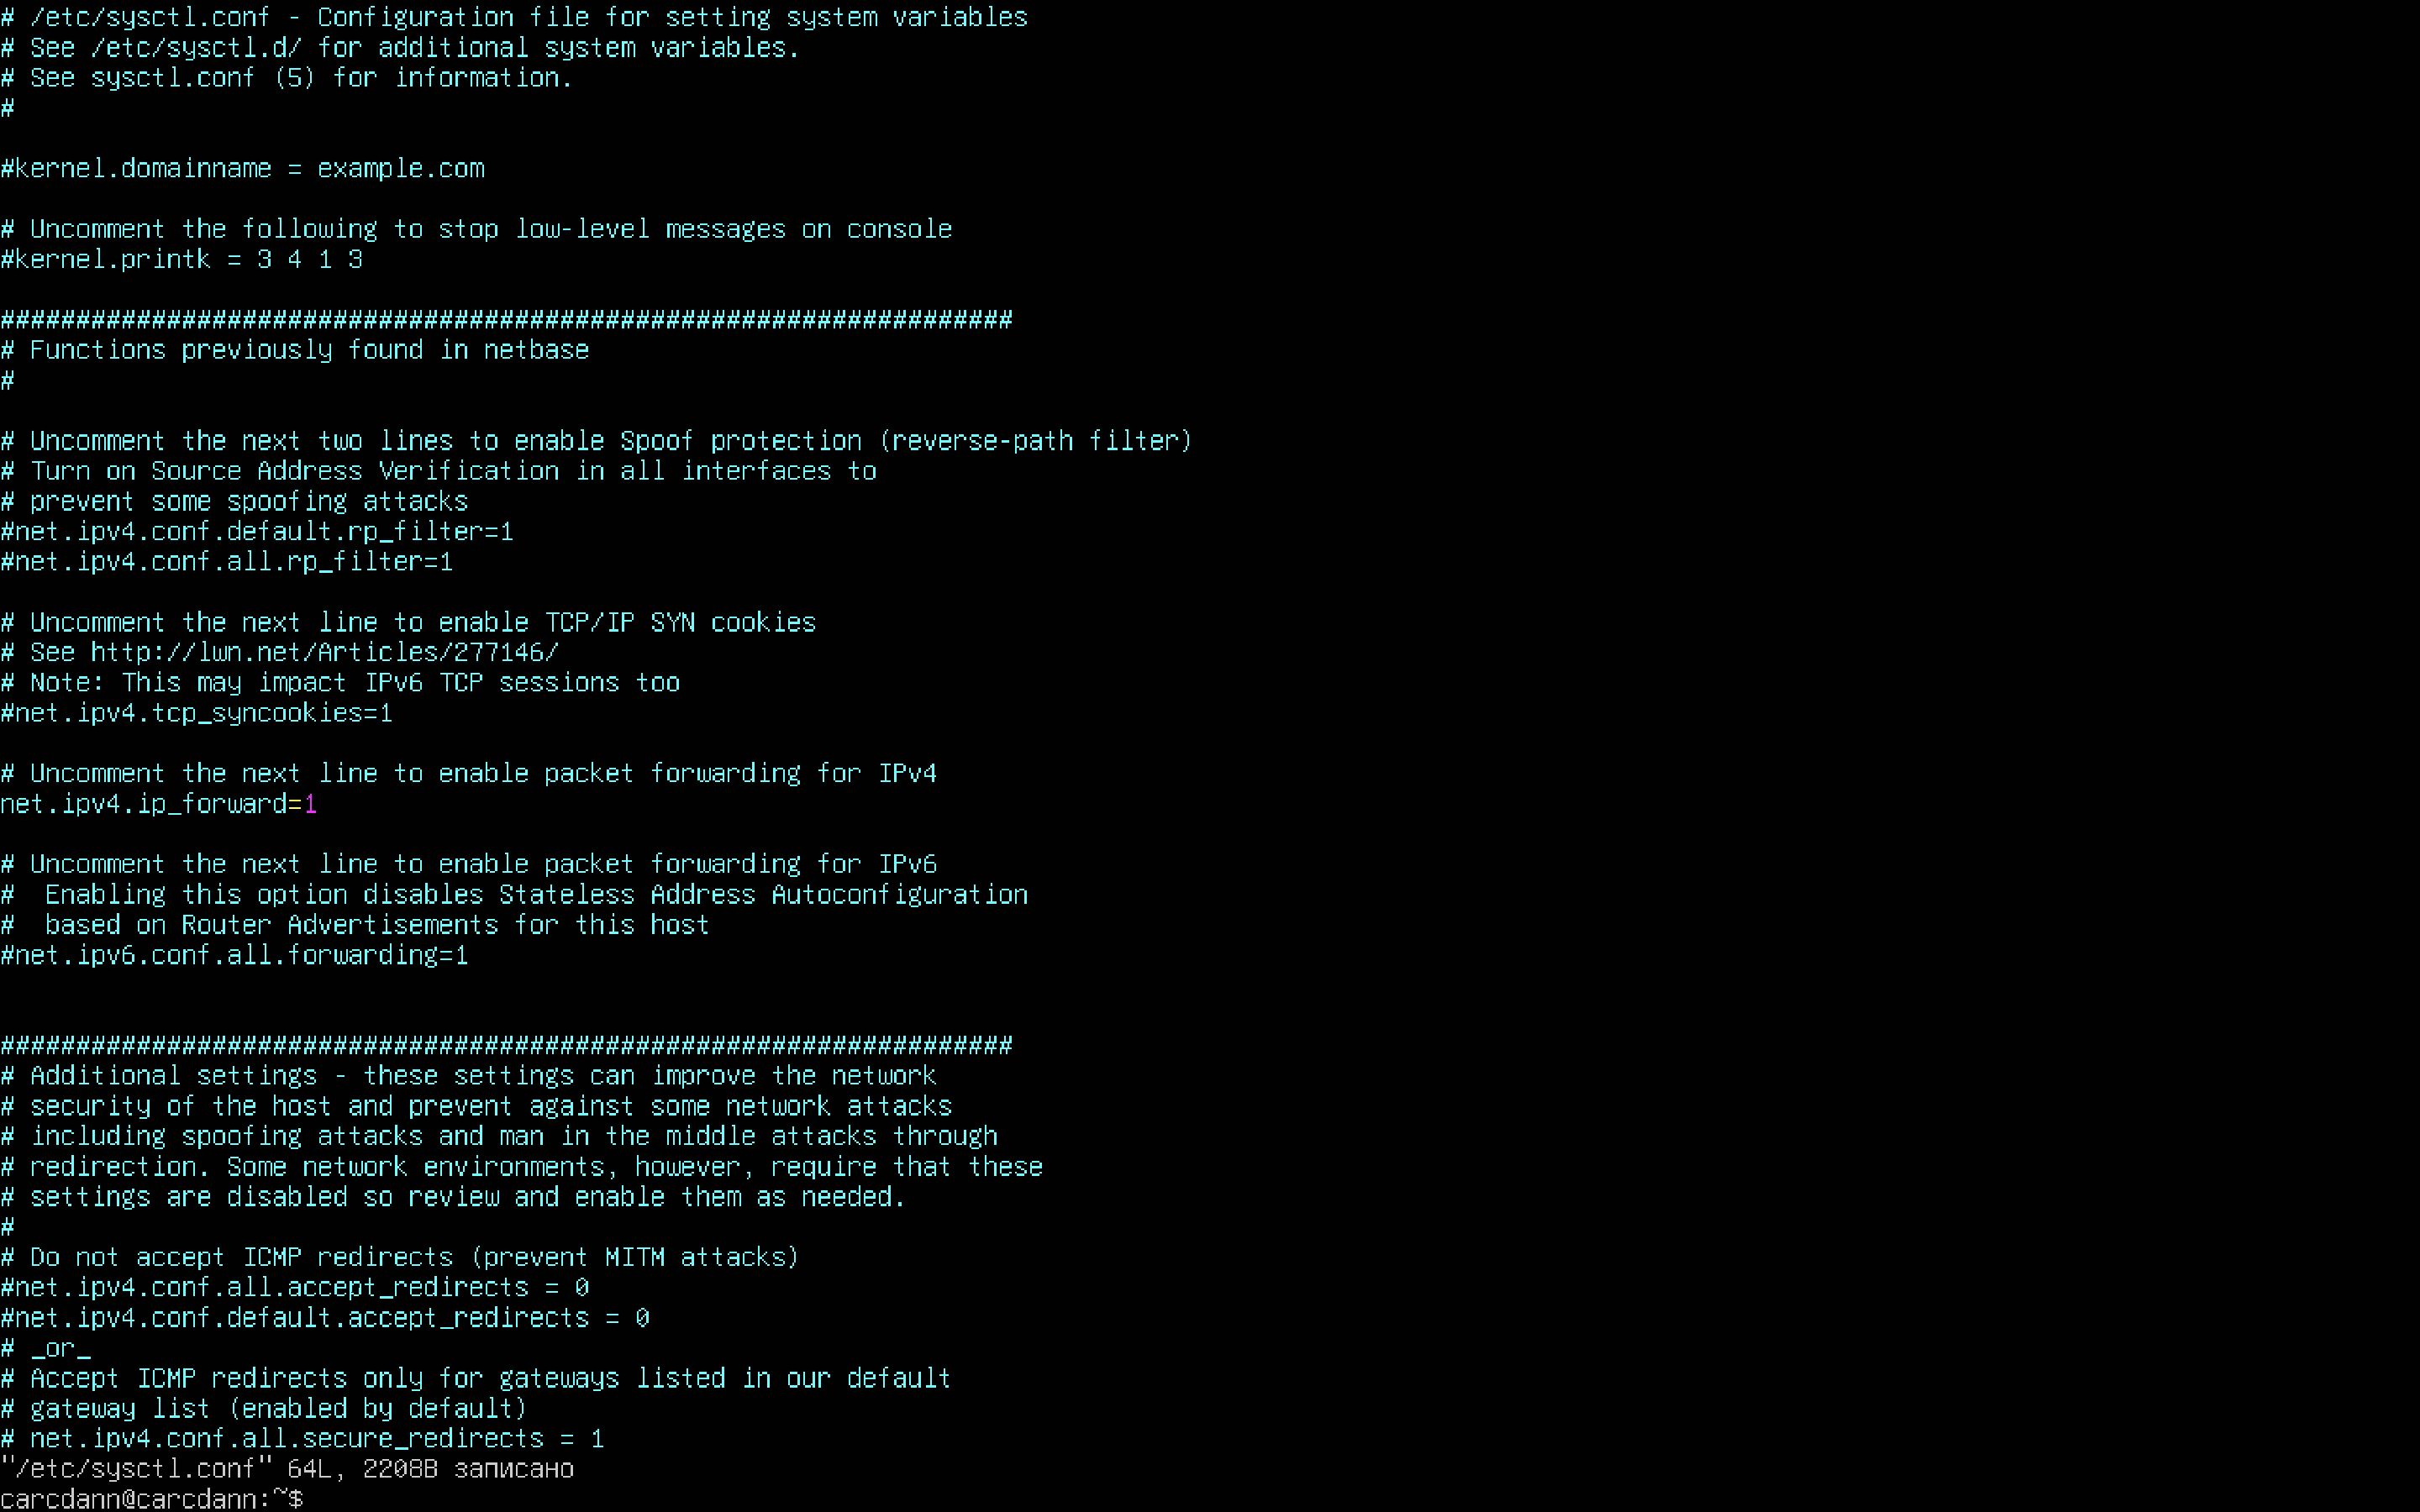 # /etc/sysctl.conf - Configuration file for setting system variables
# See /etc/sysctl.d/ for additional system variables.
# See sysctl.conf (5) for information.
#
#kernel.domainname = example.com
# Uncomment the following to stop low-level messages on console
#kernel.printk = 3 4 1 3
###################################################################
# Functions previously found in netbase
#
# Uncomment the next two lines to enable Spoof protection (reverse-path filter)
# Turn on Source Address Verification in all interfaces to
# prevent some spoofing attacks
#net.ipv4.conf.default.rp_filter=1
#net.ipv4.conf.all.rp_filter=1
# Uncomment the next line to enable TCP/IP SYN cookies
# See http://lwn.net/Articles/277146/
# Note: This may impact IPv6 TCP sessions too
#net.ipv4.tcp_syncookies=1
# Uncomment the next line to enable packet forwarding for IPv4
net.ipv4.ip_forward=1
# Uncomment the next line to enable packet forwarding for IPv6
#  Enabling this option disables Stateless Address Autoconfiguration
#  based on Router Advertisements for this host
#net.ipv6.conf.all.forwarding=1
###################################################################
# Additional settings - these settings can improve the network
# security of the host and prevent against some network attacks
# including spoofing attacks and man in the middle attacks through
# redirection. Some network environments, however, require that these
# settings are disabled so review and enable them as needed.
#
# Do not accept ICMP redirects (prevent MITM attacks)
#net.ipv4.conf.all.accept_redirects = 0
#net.ipv4.conf.default.accept_redirects = 0
# _or_
# Accept ICMP redirects only for gateways listed in our default
# gateway list (enabled by default)
# net.ipv4.conf.all.secure_redirects = 1
"/etc/sysctl.conf" 64L, 2208B записано
carcdann@carcdann:~$